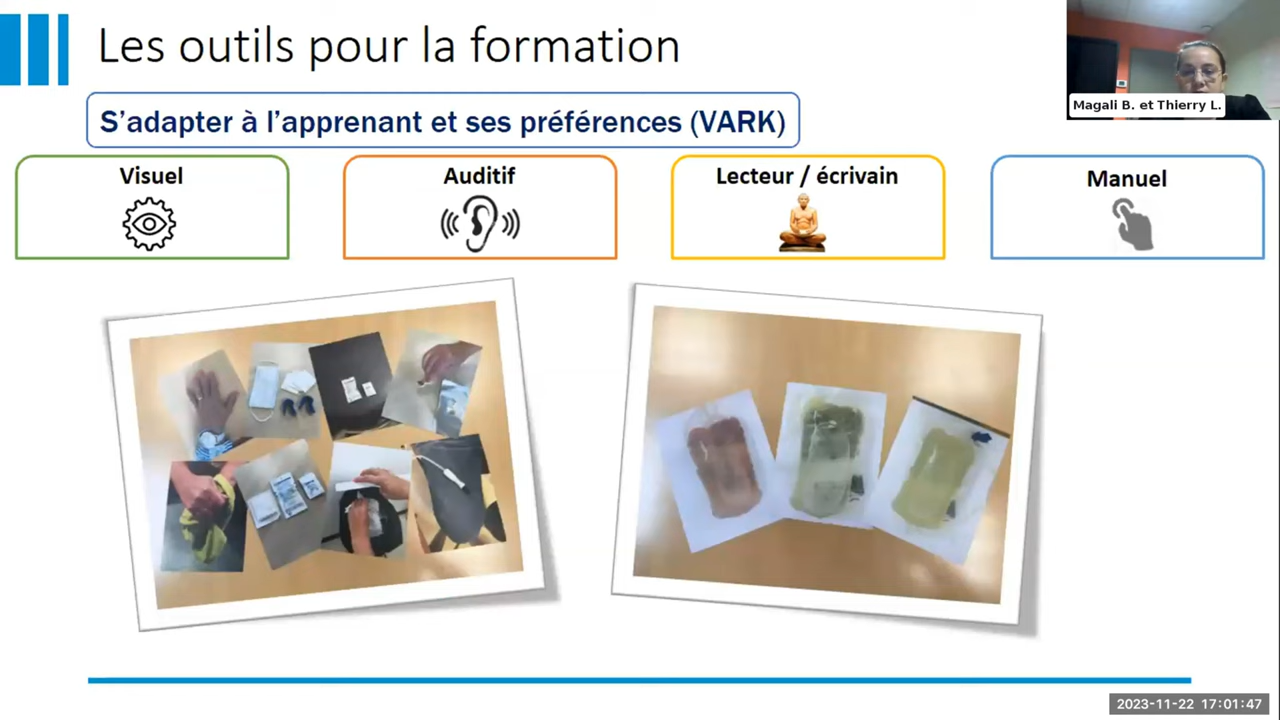 Les outils pour la formation
Magali B. et Thierry L.
S'adapter à l'apprenant et ses préférences (VARK)
Visuel
Auditif
Lecteur / écrivain
Manuel
2023-11-22 17:01:47